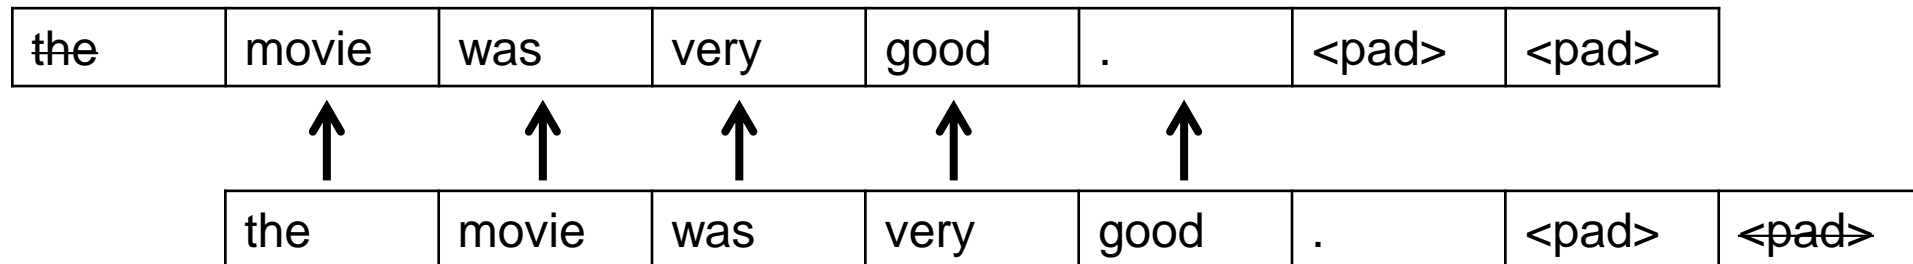 the movie was very good . <pad> <pad>
the movie was very good . <pad> <pad>